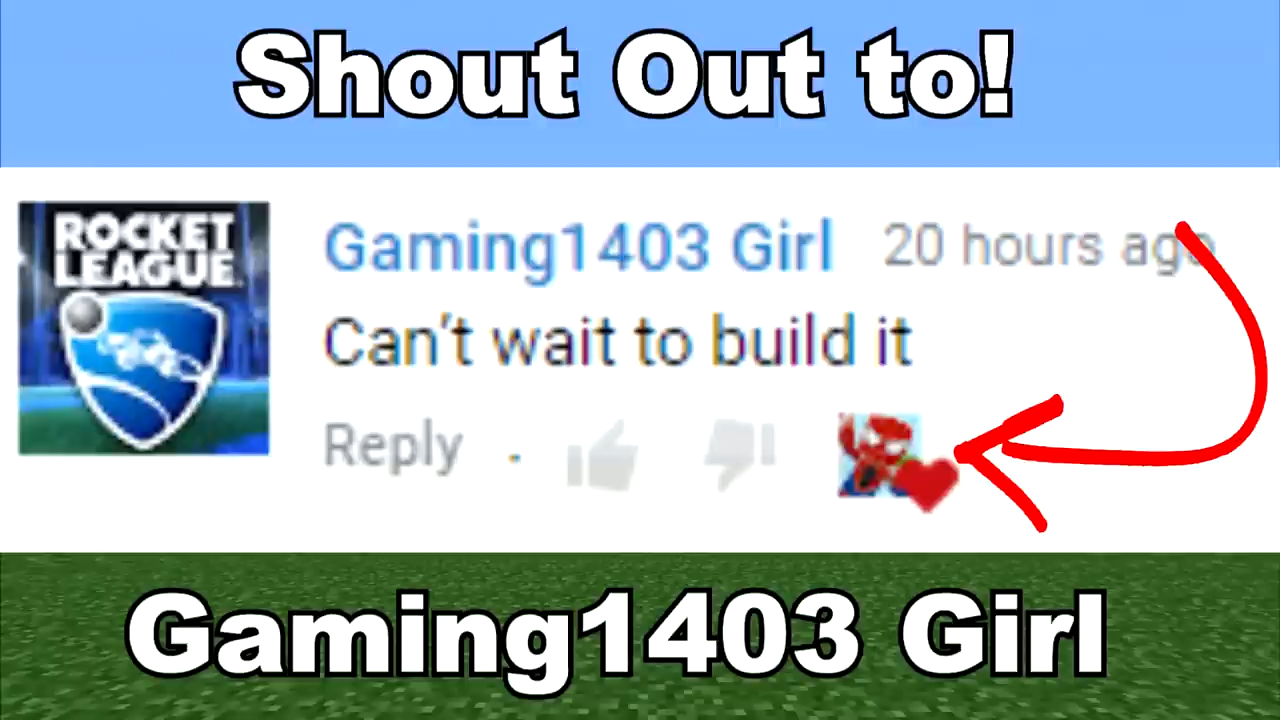 Shout Out to!
ROCKET
LEAGUE
Gaming1403 Girl 20 hours ago
Can't wait to build it
Reply
Gaming1403 Girl